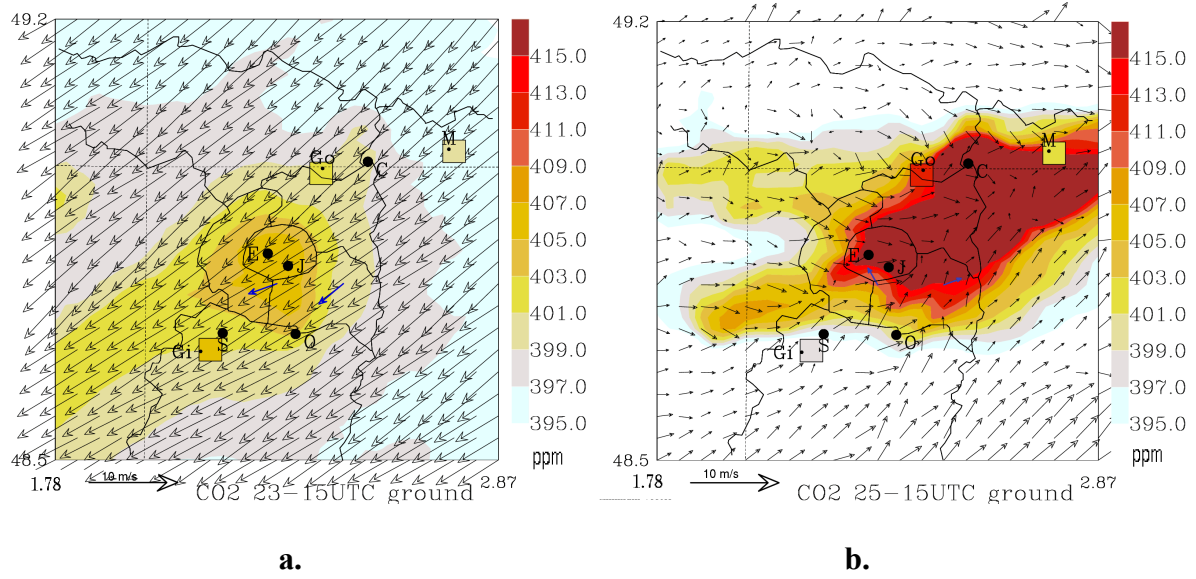 49.2
415.0
413.0
411.0
409.0
407.0
405.0
403.0
401.0
399.0
397.0
395.0
ppm
M
Go
C
E
J
S
O
Gi
48.5
1.78
10 m/s
CO2 23-15UTC ground
2.87
a.
49.2
415.0
413.0
411.0
409.0
407.0
405.0
403.0
401.0
399.0
397.0
395.0
ppm
M
Go
C
E
J
S
O
Gi
48.5
1.78
10 m/s
CO2 25-15UTC ground
2.87
b.